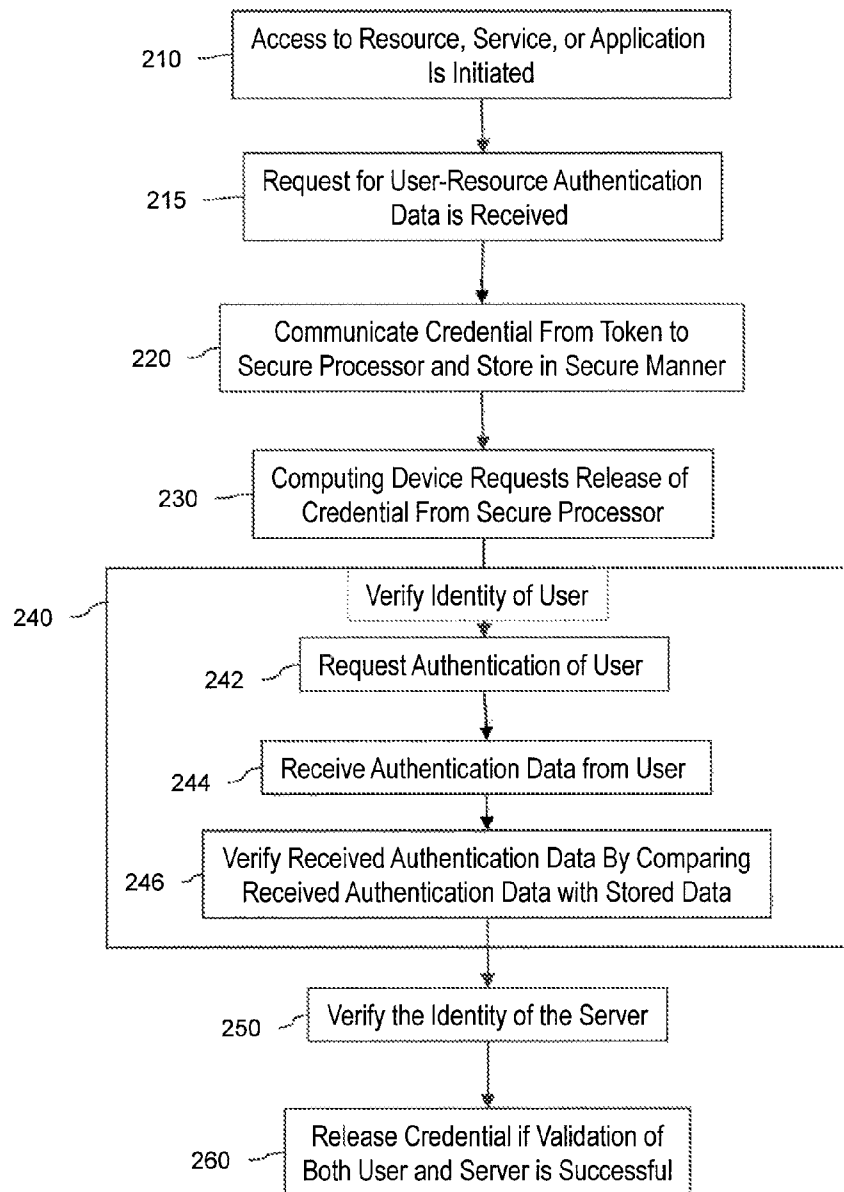 Access to Resource, Service, or Application
210
Is Initiated
Request for User-Resource Authentication
215
Data is Received
Communicate Credential From Token to
220
Secure Processor and Store in Secure Manner
Computing Device Requests Release of
230
Credential From Secure Processor
Verify Identity of User
240
Request Authentication of User
242
Receive Authentication Data from User
244
Verify Received Authentication Data By Comparing
246
Received Authentication Data with Stored Data
Verify the Identity of the Server
250
Release Credential if Validation of
260
Both User and Server is Successful